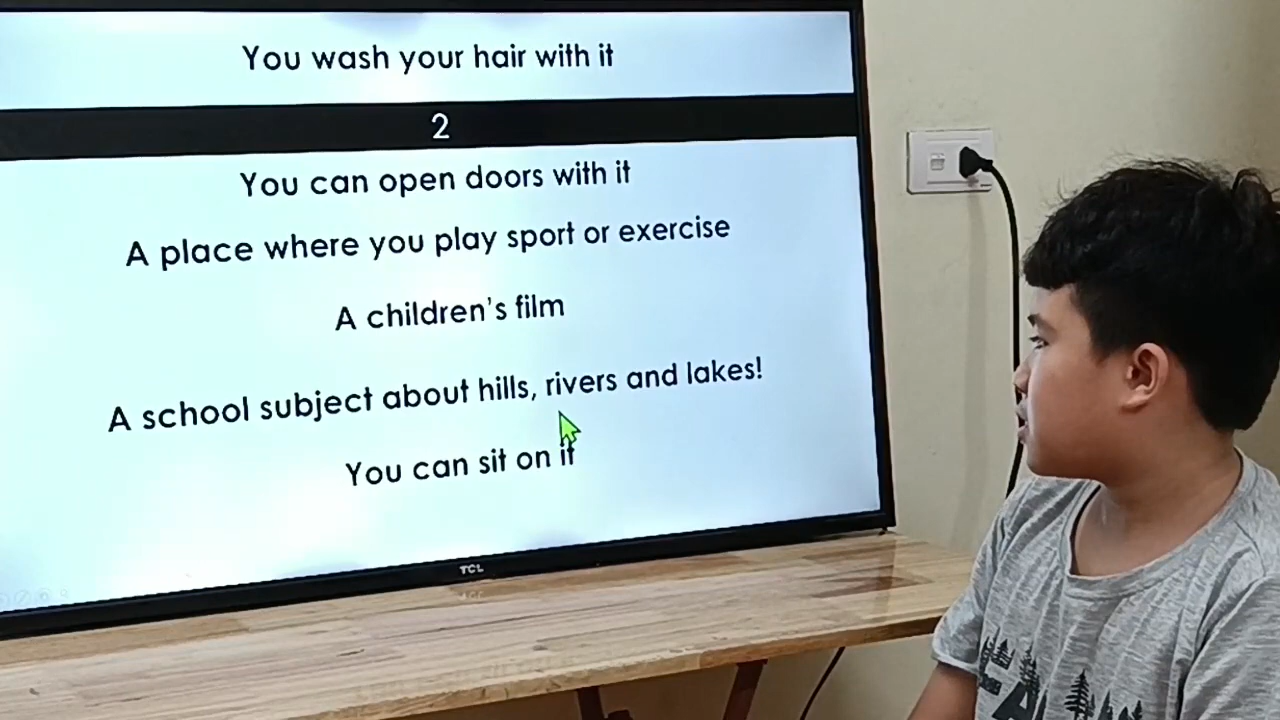 You wash your hair with it
2
You can open doors with it
A place where you play sport or exercise
A children's film
A school subject about hills, rivers and lakes!
You can sit on it
TCL